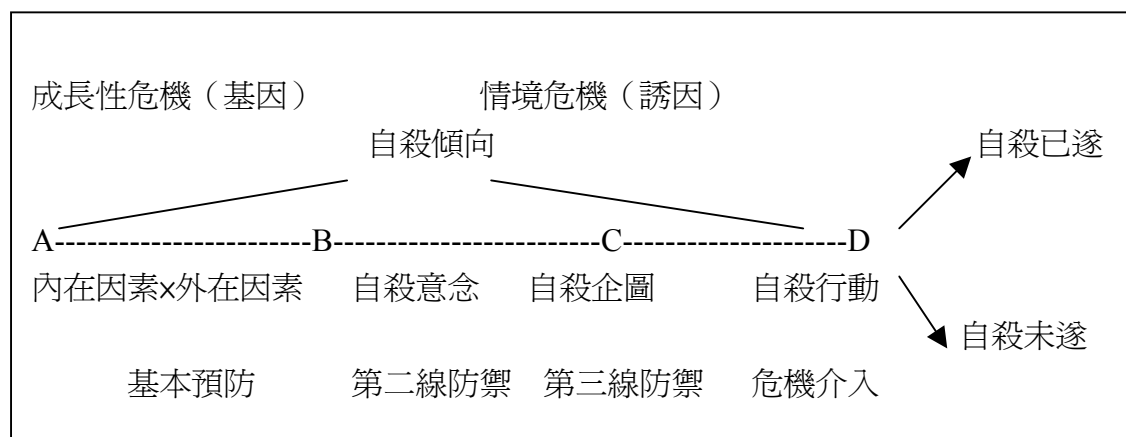 成長性危機（基因） 情境危機（誘因）
自殺傾向 自殺已遂
A------------------------B-------------------------C---------------------D
內在因素×外在因素 自殺意念 自殺企圖 自殺行動
自殺未遂
基本預防 第二線防禦 第三線防禦 危機介入